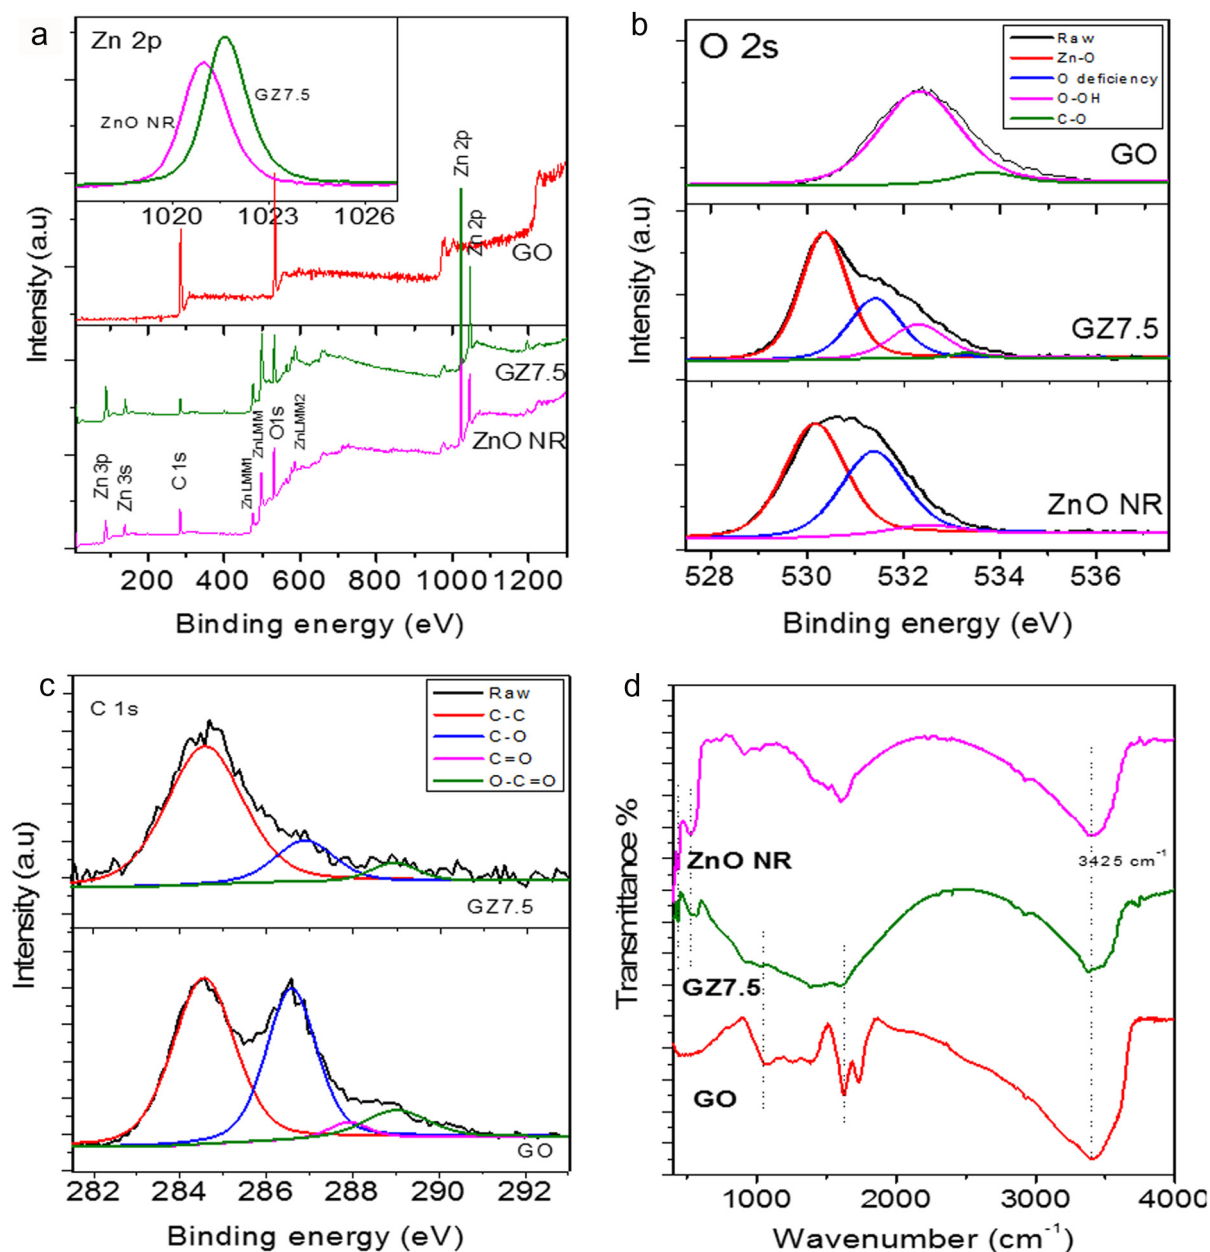 a
Zn 2p
GZ7.5
ZnO NR
1020 1023 1026
Zn 2p
Zn 2p
GO
GZ7.5
ZnO NR
Zn 3p
Zn 3s
C 1s
Zn LMM1
ZnLMM
O1s
ZnLMM2
200 400 600 800 1000 1200
Binding energy (eV)
Intensity (a.u)
b
O 2s
Raw
Zn-O
O deficiency
O-OH
C-O
GO
GZ7.5
ZnO NR
528 530 532 534 536
Binding energy (eV)
Intensity (a.u)
c
C 1s
Raw
C-C
C-O
C=O
O-C=O
GZ7.5
GO
282 284 286 288 290 292
Binding energy (eV)
Intensity (a.u)
d
ZnO NR
3425 cm⁻¹
GZ7.5
GO
1000 2000 3000 4000
Wavenumber (cm⁻¹)
Transmittance %